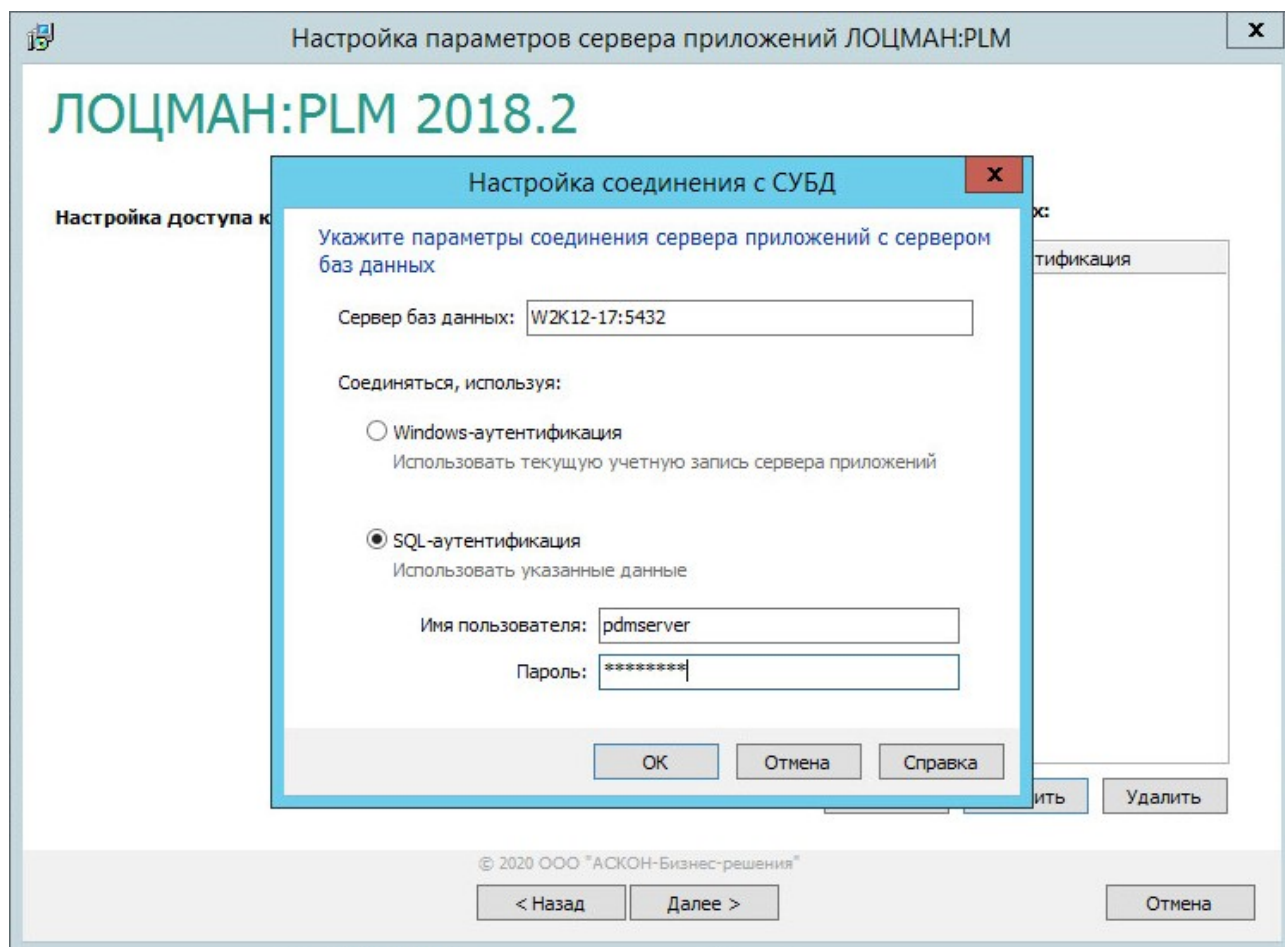 Настройка параметров сервера приложений ЛОЦМАН:PLM
x
ЛОЦМАН:PLM 2018.2
Настройка соединения с СУБД
x
Настройка доступа к
х:
Укажите параметры соединения сервера приложений с сервером
баз данных
тификация
Сервер баз данных: W2K12-17:5432
Соединяться, используя:
Windows-аутентификация
Использовать текущую учетную запись сервера приложений
SQL-аутентификация
Использовать указанные данные
Имя пользователя: pdmserver
Пароль: ********
ОК Отмена Справка
ить Удалить
© 2020 ООО "АСКОН-Бизнес-решения"
< Назад Далее > Отмена